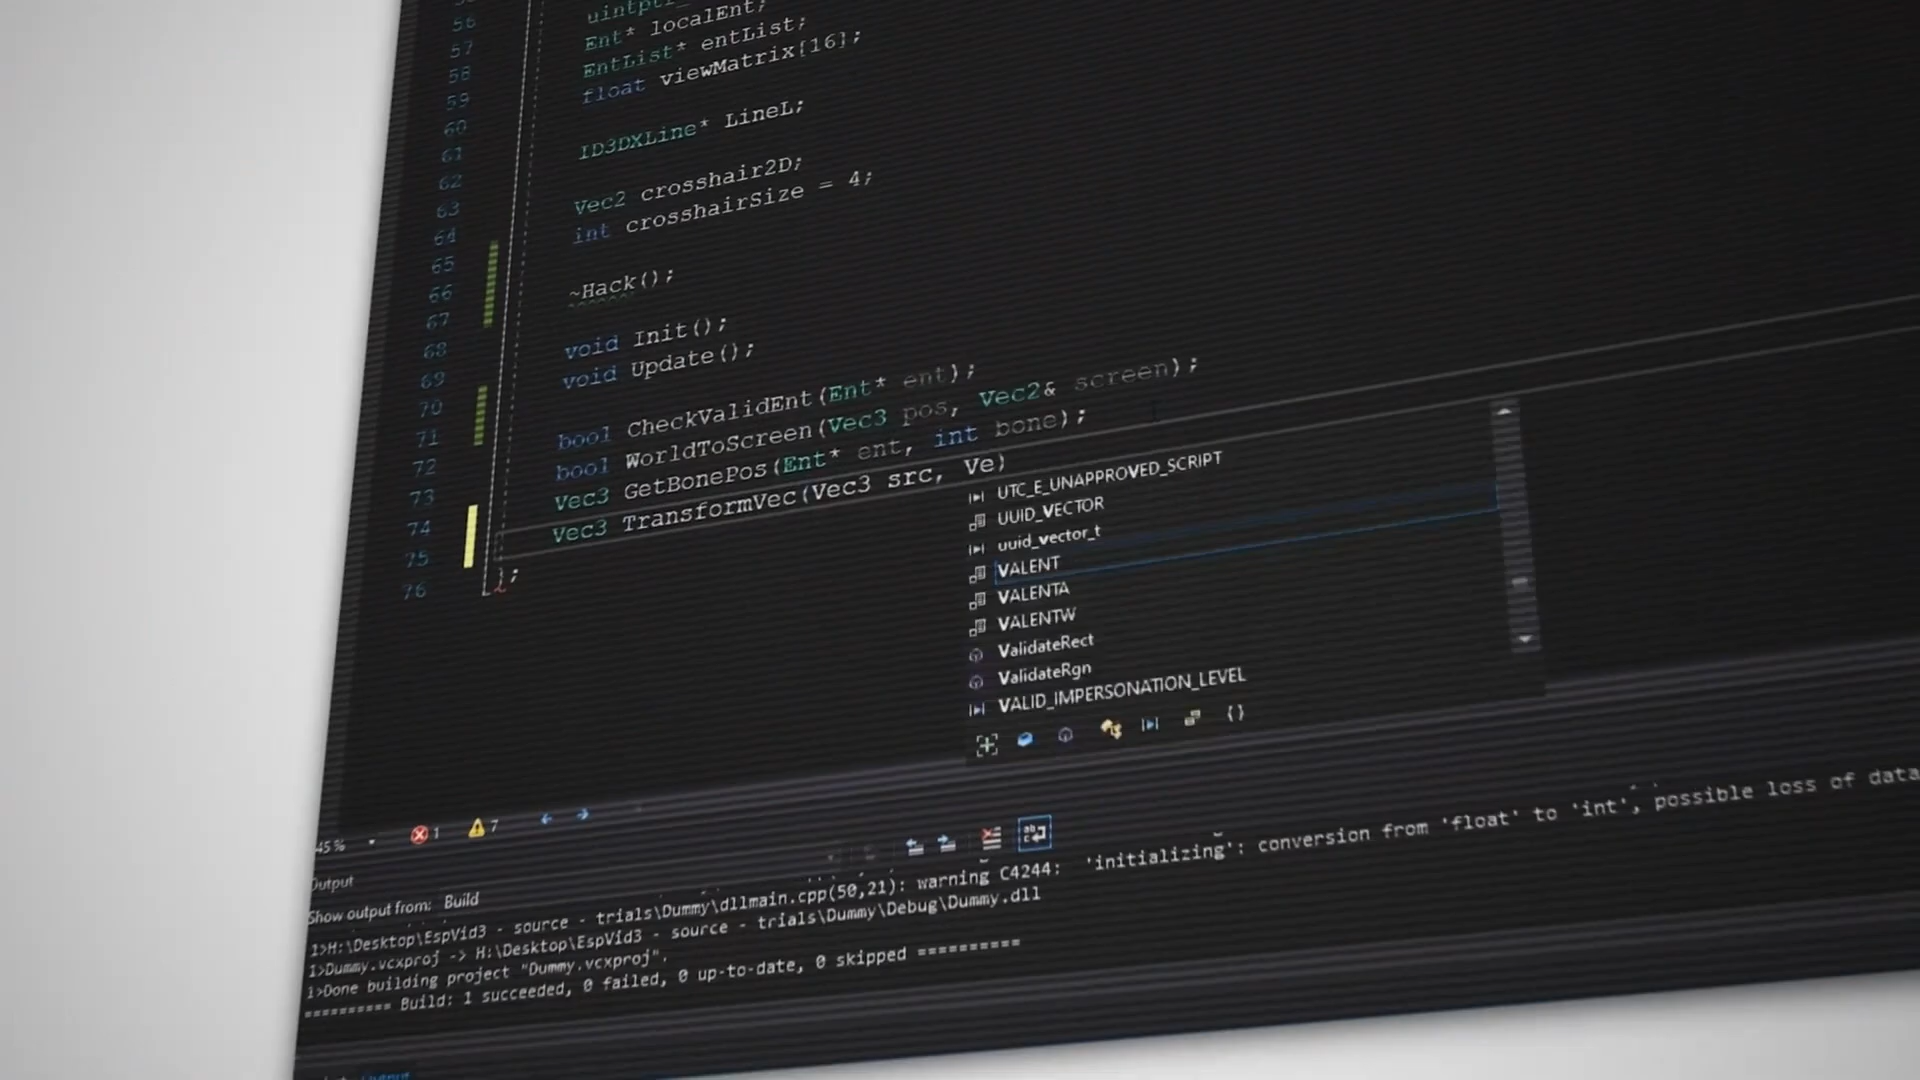 56
57
58
59
60
61
62
63
64
65
66
67
68
69
70
71
72
73
74
75
76
Ent* localEnt;
EntList* entList;
float viewMatrix[16];
ID3DXLine* LineL;
Vec2 crosshair2D;
int crosshairSize = 4;
~Hack();
void Init();
void Update();
bool CheckValidEnt(Ent* ent);
bool WorldToScreen(Vec3 pos, Vec2& screen);
Vec3 GetBonePos(Ent* ent, int bone);
Vec3 TransformVec(Vec3 src, Ve)
};
UTC_E_UNAPPROVED_SCRIPT
UUID_VECTOR
uuid_vector_t
VALENT
VALENTA
VALENTW
ValidateRect
ValidateRgn
VALID_IMPERSONATION_LEVEL
45 %
1
7
Output
Show output from: Build
1>H:\Desktop\EspVid3 - source - trials\Dummy\dllmain.cpp(50,21): warning C4244: 'initializing': conversion from 'float' to 'int', possible loss of data
1>Dummy.vcxproj -> H:\Desktop\EspVid3 - source - trials\Dummy\Debug\Dummy.dll
1>Done building project "Dummy.vcxproj".
========== Build: 1 succeeded, 0 failed, 0 up-to-date, 0 skipped ==========
Output